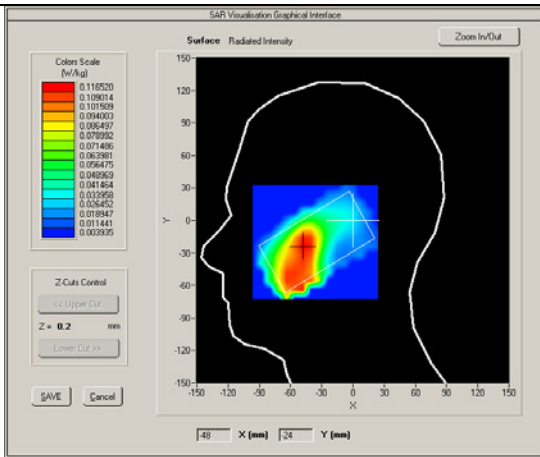 SAR Visualisation Graphical Interface
Surface Radiated Intensity
Zoom In/Out
Colors Scale
(W/kg)
0.116520
0.109014
0.101509
0.094003
0.086497
0.078992
0.071486
0.063981
0.056475
0.048969
0.041464
0.033958
0.026452
0.018947
0.011441
0.003935
Z-Cuts Control
<< Upper Cut
Z = 0.2 mm
Lower Cut >>
SAVE Cancel
150
120
90
60
30
0
-30
-60
-90
-120
-150
Y
-150 -120 -90 -60 -30 0 30 60 90 120 150
X
-48 X (mm) -24 Y (mm)